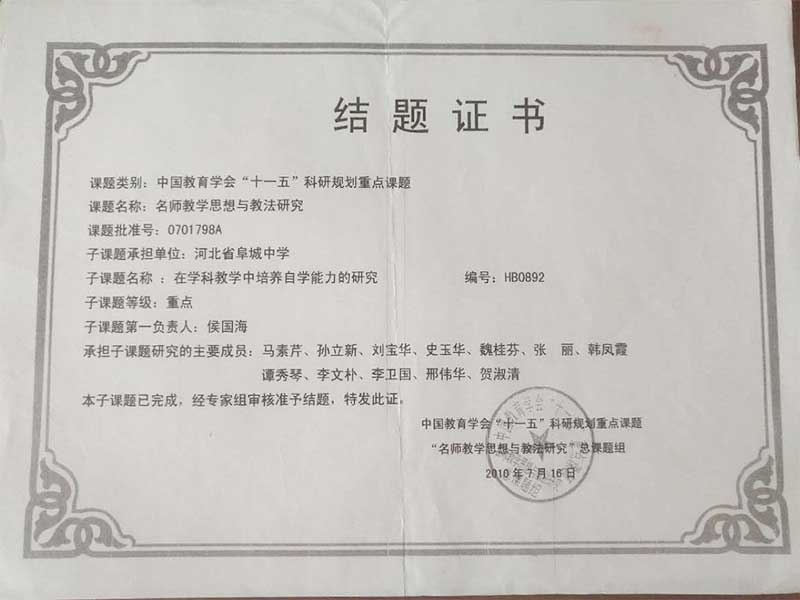 结题证书
课题类别：中国教育学会“十一五”科研规划重点课题
课题名称：名师教学思想与教法研究
课题批准号：0701798A
子课题承担单位：河北省阜城中学
子课题名称：在学科教学中培养自学能力的研究 编号：HB0892
子课题等级：重点
子课题第一负责人：侯国海
承担子课题研究的主要成员：马素芹、孙立新、刘宝华、史玉华、魏桂芬、张 丽、韩凤霞
谭秀琴、李文朴、李卫国、邢伟华、贺淑清
本子课题已完成，经专家组审核准予结题，特发此证。
中国教育学会“十一五”科研规划重点课题
“名师教学思想与教法研究”总课题组
2010年7月16日